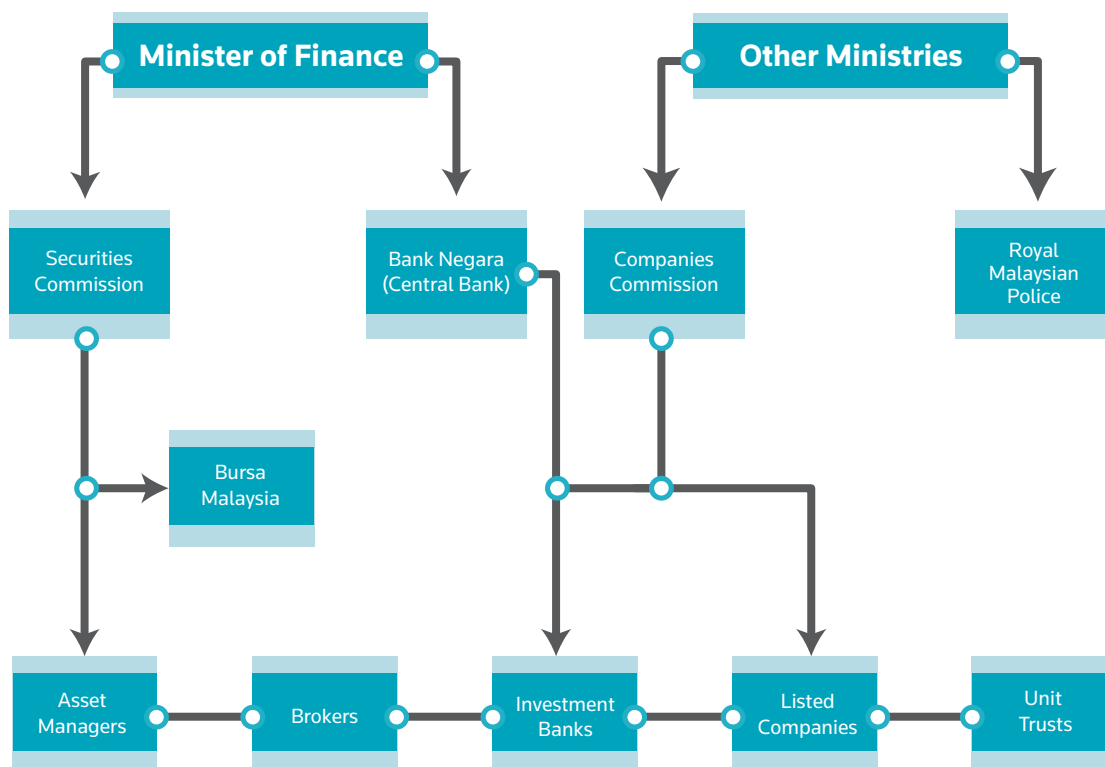 Minister of Finance
Other Ministries
Securities
Commission
Bank Negara
(Central Bank)
Companies
Commission
Royal
Malaysian
Police
Bursa
Malaysia
Asset
Managers
Brokers
Investment
Banks
Listed
Companies
Unit
Trusts